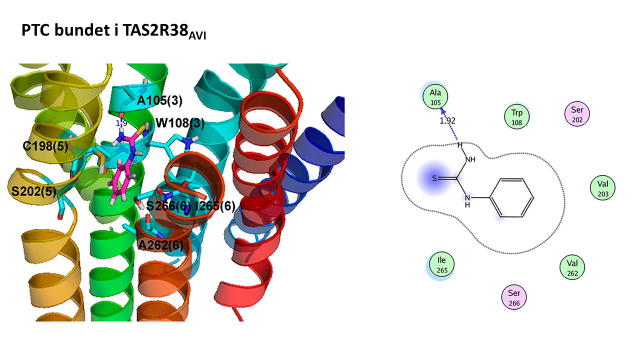 PTC bundet i TAS2R38AVI
A105(3)
1.9
W108(3)
C198(5)
S202(5)
S266(6) I265(6)
A262(6)
Ala
105
1.92
Trp
108
Ser
202
H
NH
S
N
H
Val
203
Ile
265
Val
262
Ser
266